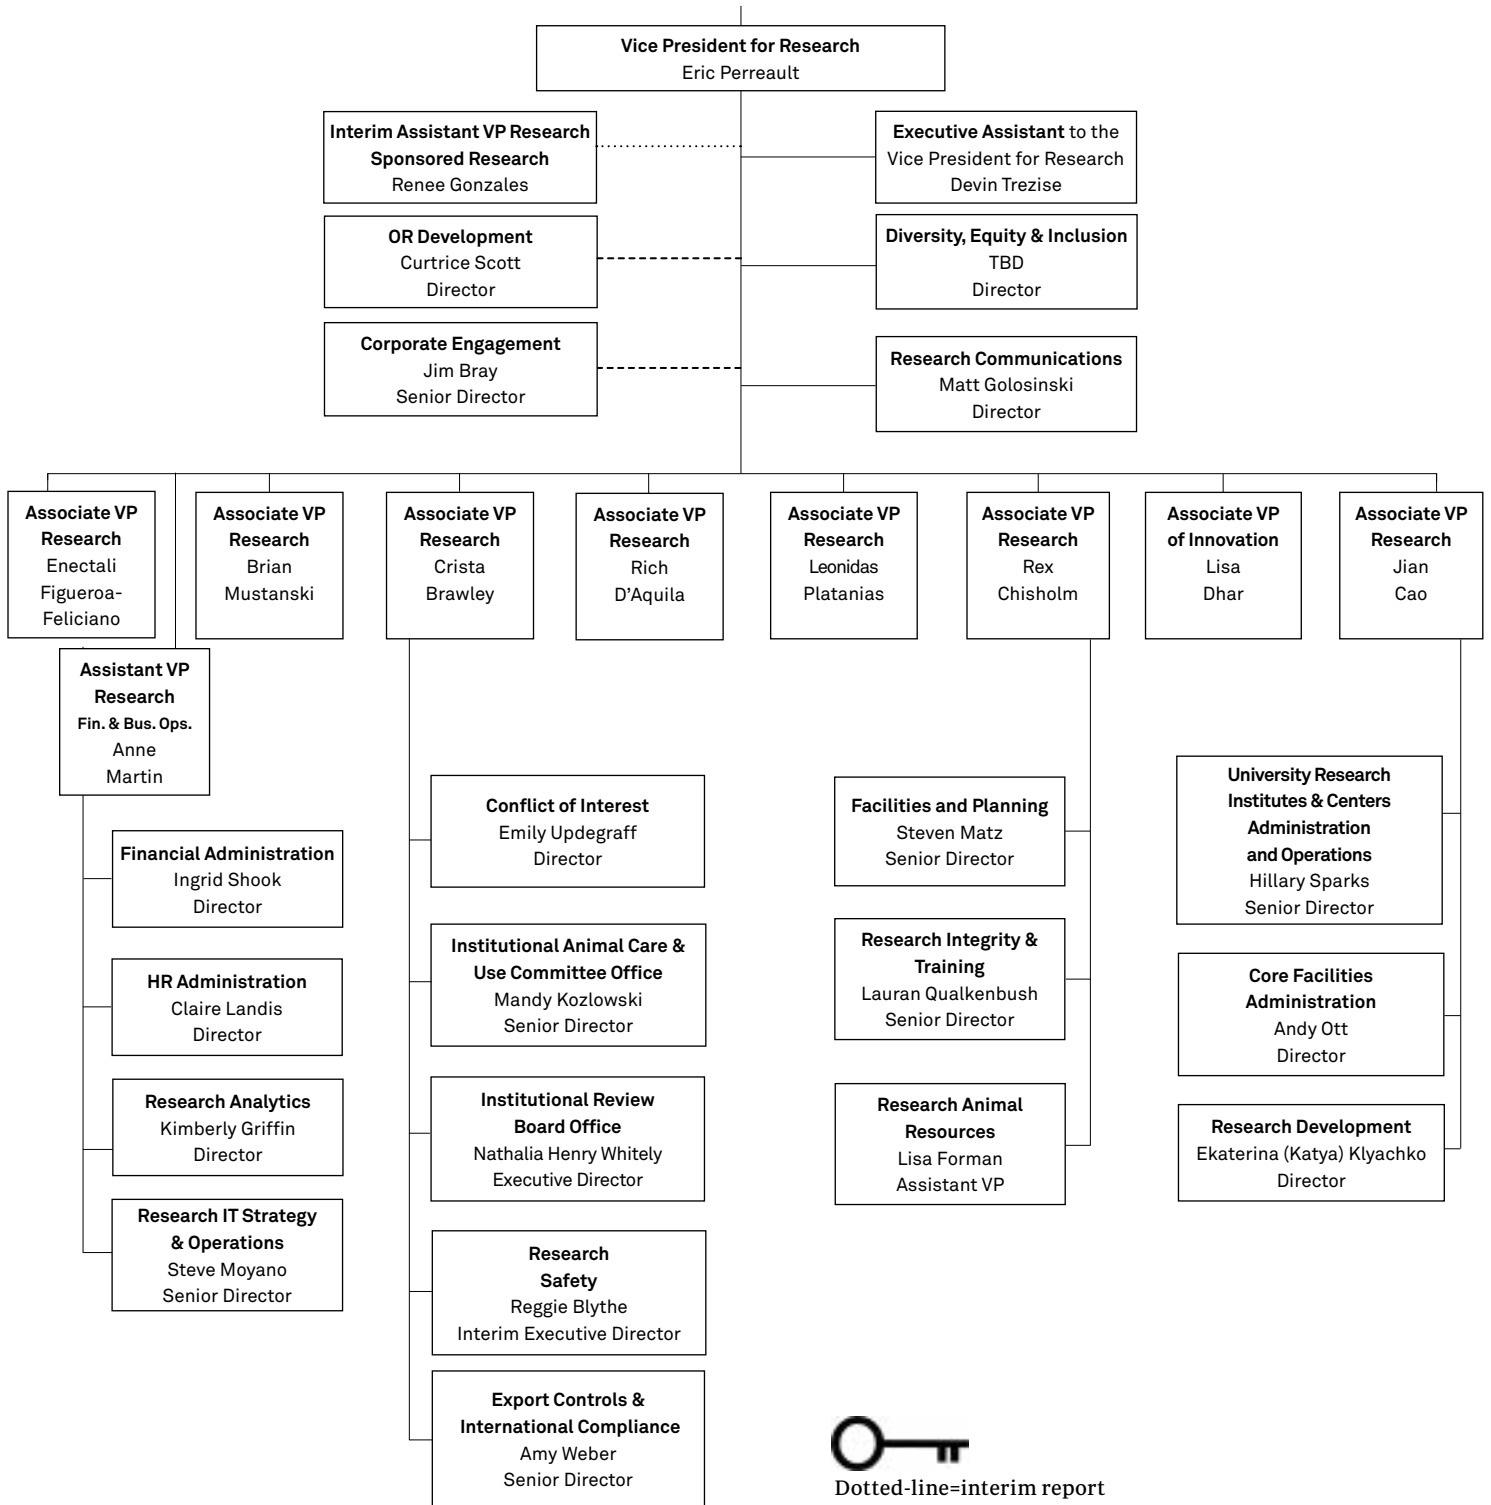 Vice President for Research
Eric Perreault
Interim Assistant VP Research
Sponsored Research
Renee Gonzales
Executive Assistant to the
Vice President for Research
Devin Trezise
OR Development
Curtrice Scott
Director
Diversity, Equity & Inclusion
TBD
Director
Corporate Engagement
Jim Bray
Senior Director
Research Communications
Matt Golosinski
Director
Associate VP
Research
Enectali
Figueroa-
Feliciano
Associate VP
Research
Brian
Mustanski
Associate VP
Research
Crista
Brawley
Associate VP
Research
Rich
D'Aquila
Associate VP
Research
Leonidas
Platanias
Associate VP
Research
Rex
Chisholm
Associate VP
of Innovation
Lisa
Dhar
Associate VP
Research
Jian
Cao
Assistant VP
Research
Fin. & Bus. Ops.
Anne
Martin
Financial Administration
Ingrid Shook
Director
HR Administration
Claire Landis
Director
Research Analytics
Kimberly Griffin
Director
Research IT Strategy
& Operations
Steve Moyano
Senior Director
Conflict of Interest
Emily Updegraff
Director
Institutional Animal Care &
Use Committee Office
Mandy Kozlowski
Senior Director
Institutional Review
Board Office
Nathalia Henry Whitely
Executive Director
Research
Safety
Reggie Blythe
Interim Executive Director
Export Controls &
International Compliance
Amy Weber
Senior Director
Facilities and Planning
Steven Matz
Senior Director
Research Integrity &
Training
Lauran Qualkenbush
Senior Director
Research Animal
Resources
Lisa Forman
Assistant VP
University Research
Institutes & Centers
Administration
and Operations
Hillary Sparks
Senior Director
Core Facilities
Administration
Andy Ott
Director
Research Development
Ekaterina (Katya) Klyachko
Director
Dotted-line=interim report